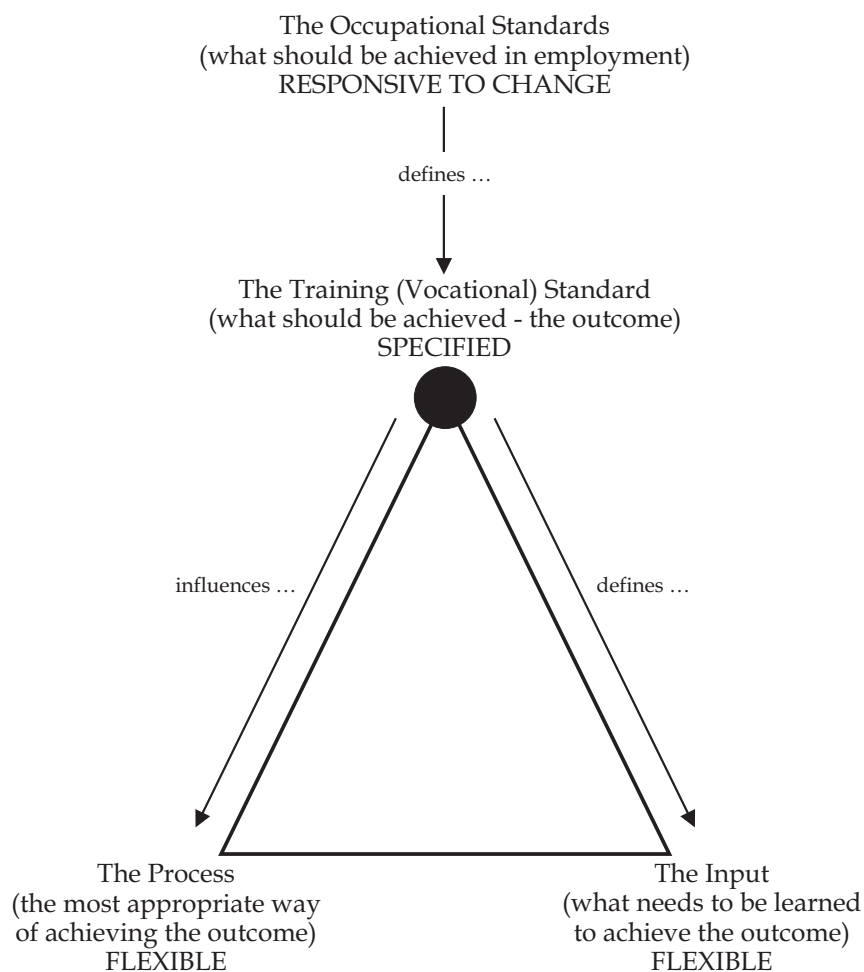 The Occupational Standards
(what should be achieved in employment)
RESPONSIVE TO CHANGE
defines …
The Training (Vocational) Standard
(what should be achieved - the outcome)
SPECIFIED
influences …
defines …
The Process
(the most appropriate way
of achieving the outcome)
FLEXIBLE
The Input
(what needs to be learned
to achieve the outcome)
FLEXIBLE